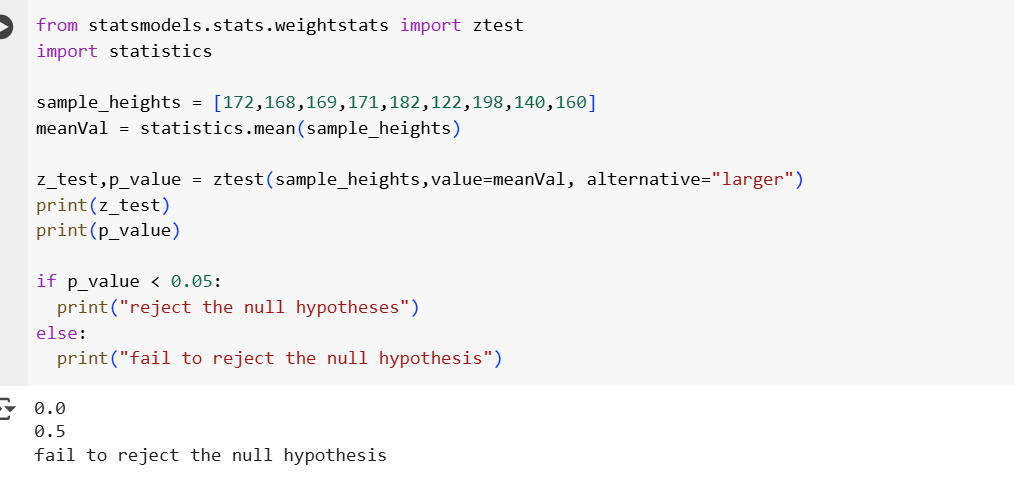 from statsmodels.stats.weightstats import ztest
import statistics
sample_heights = [172,168,169,171,182,122,198,140,160]
meanVal = statistics.mean(sample_heights)
z_test,p_value = ztest(sample_heights,value=meanVal, alternative="larger")
print(z_test)
print(p_value)
if p_value < 0.05:
  print("reject the null hypotheses")
else:
  print("fail to reject the null hypothesis")
0.0
0.5
fail to reject the null hypothesis